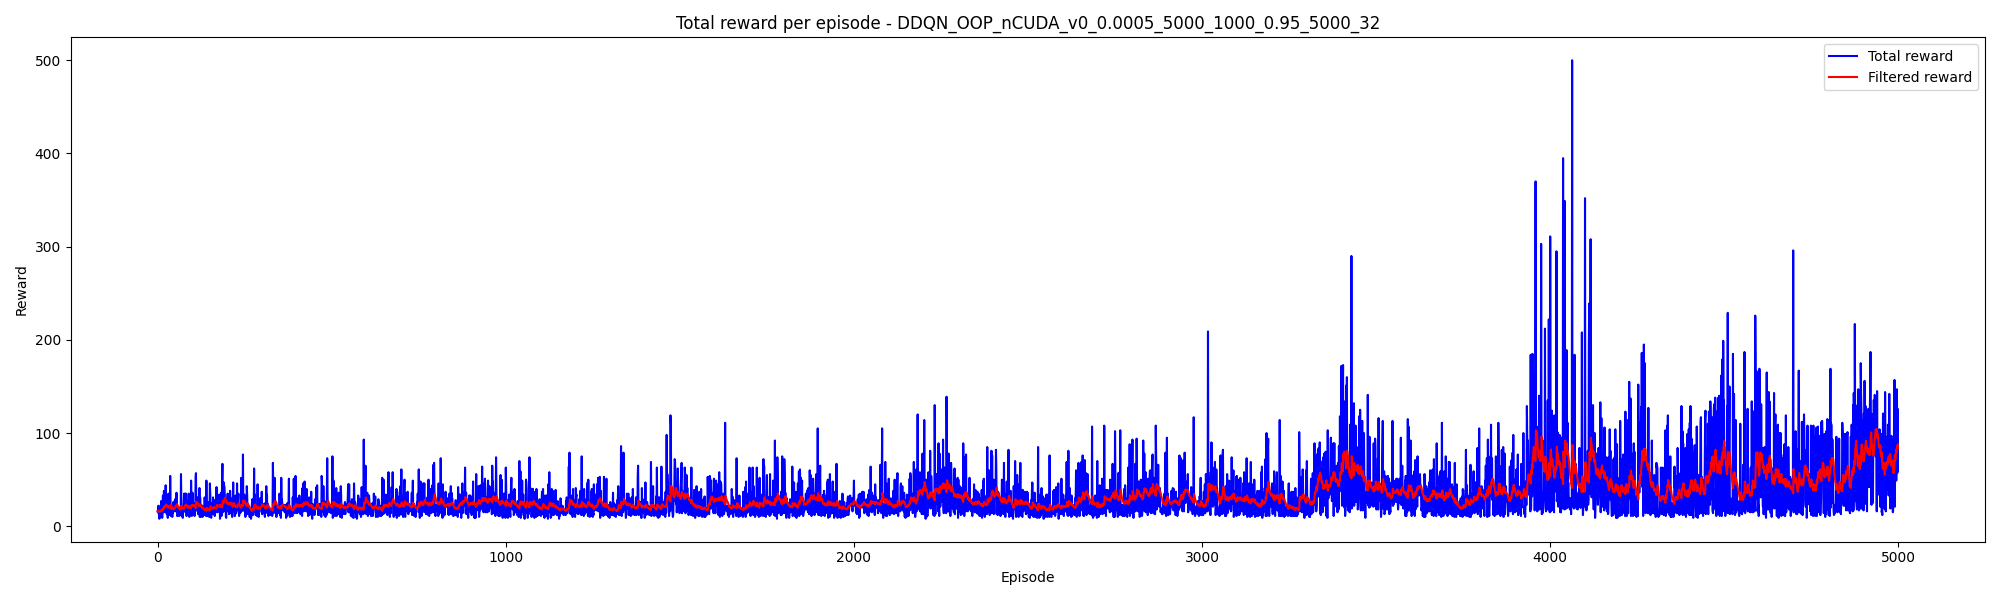 Total reward per episode - DDQN_OOP_nCUDA_v0_0.0005_5000_1000_0.95_5000_32
Total reward
Filtered reward
Reward
500
400
300
200
100
0
0
1000
2000
3000
4000
5000
Episode